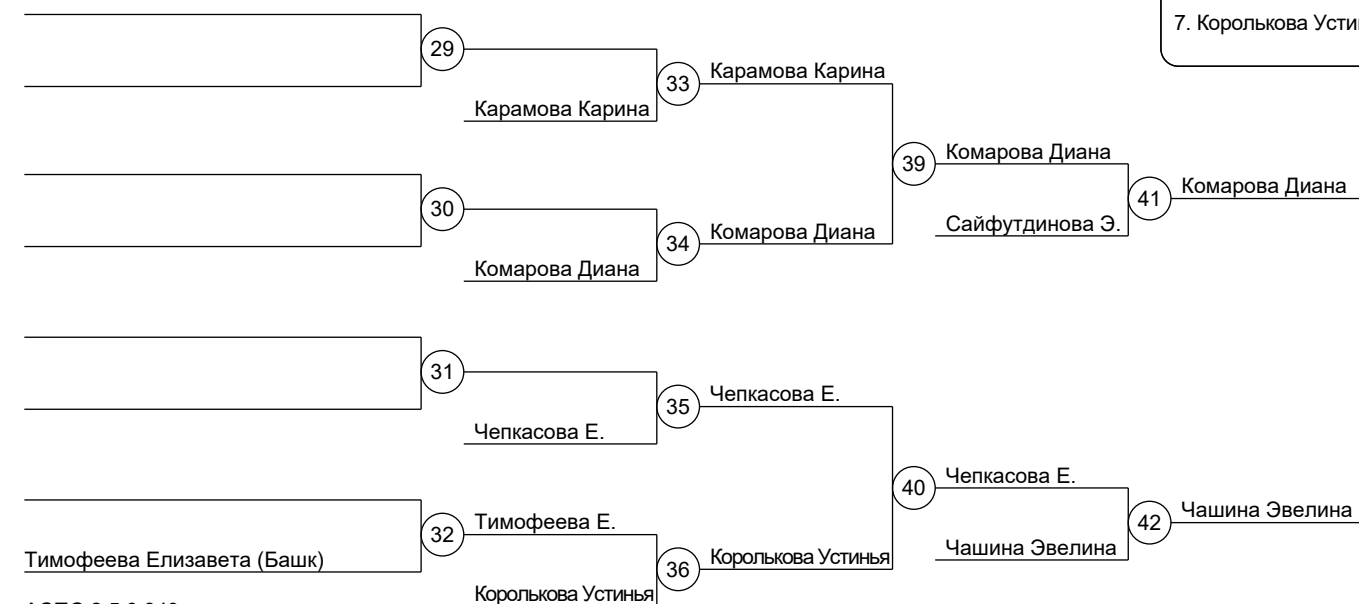 7. Королькова
29
33
Карамова Карина
Карамова Карина
39
Комарова Диана
30
41
Комарова Диана
34
Комарова Диана
Сайфутдинова Э.
Комарова Диана
31
35
Чепкасова Е.
Чепкасова Е.
40
Чепкасова Е.
32
Тимофеева Е.
42
Чашина Эвелина
Тимофеева Елизавета (Башк)
36
Королькова Устинья
Чашина Эвелина
Королькова Устинья